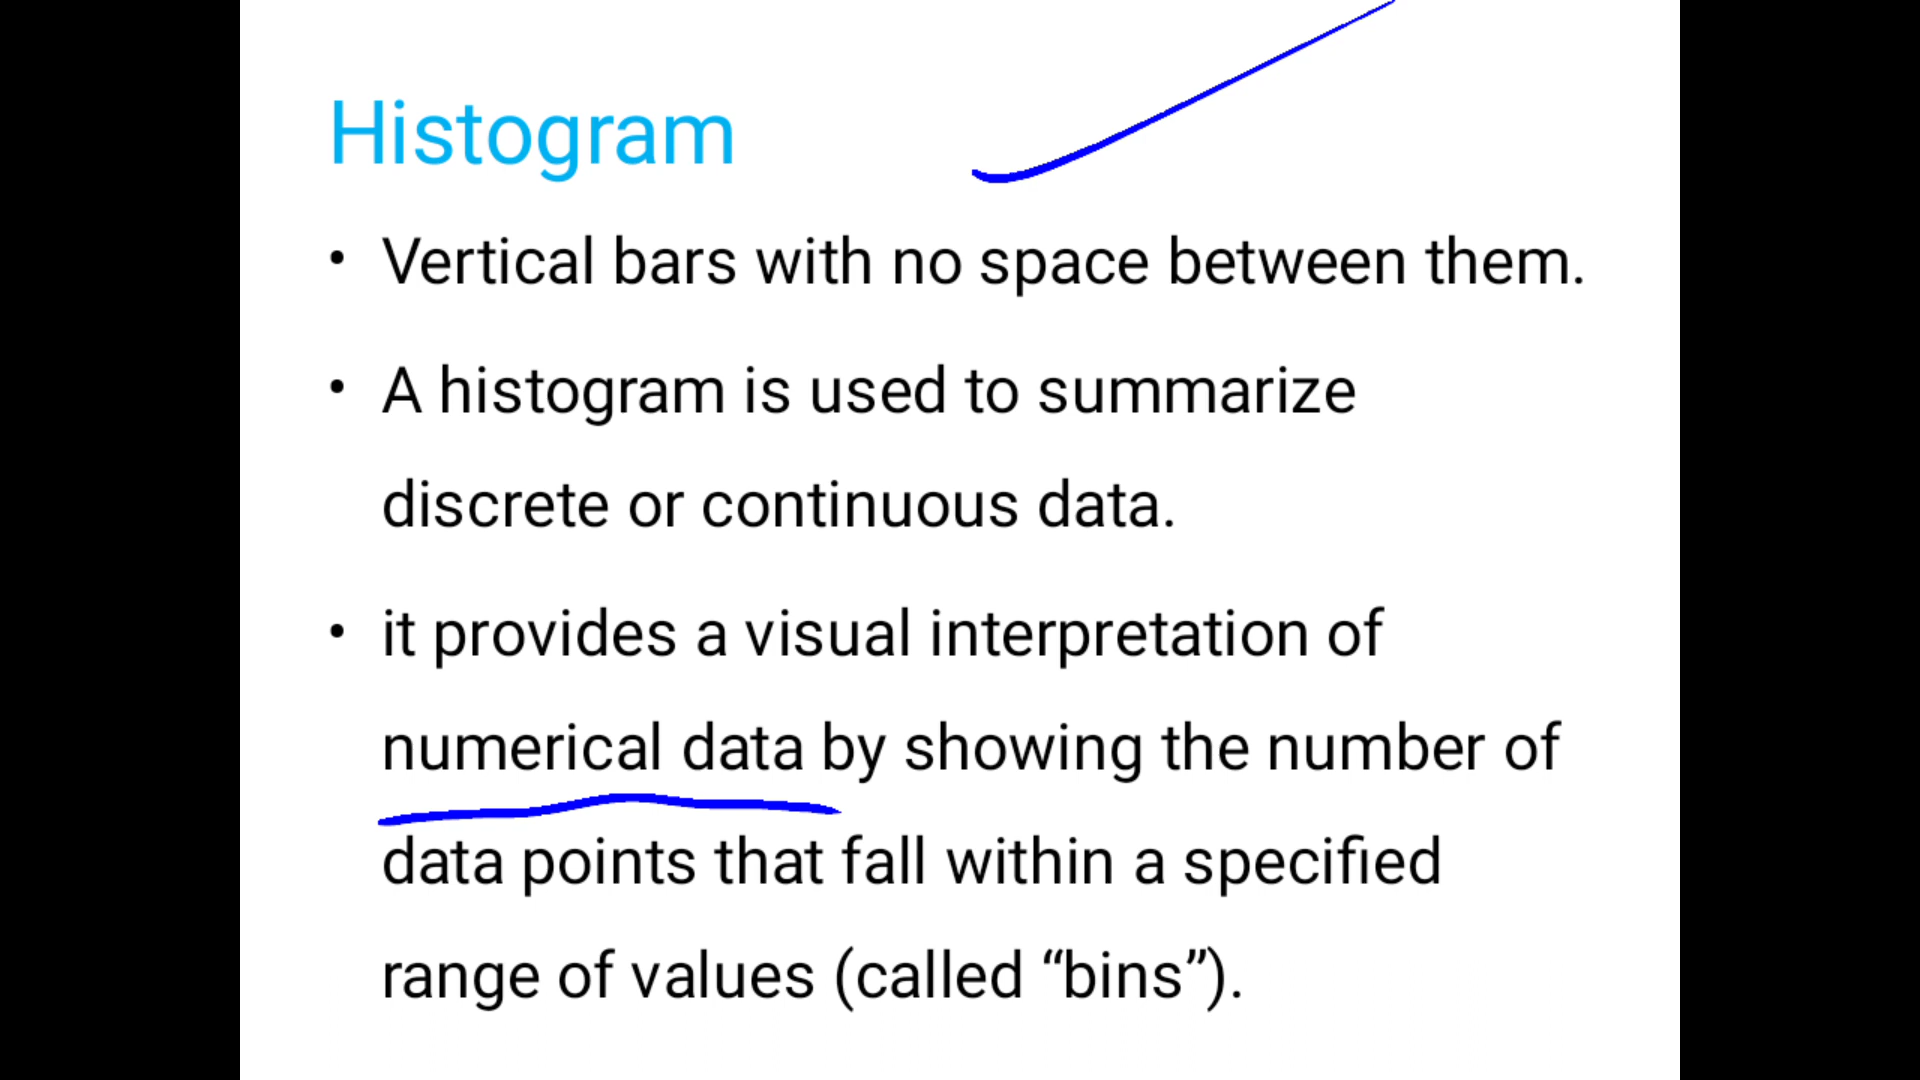 Histogram
• Vertical bars with no space between them.
• A histogram is used to summarize
discrete or continuous data.
• it provides a visual interpretation of
numerical data by showing the number of
data points that fall within a specified
range of values (called “bins”).